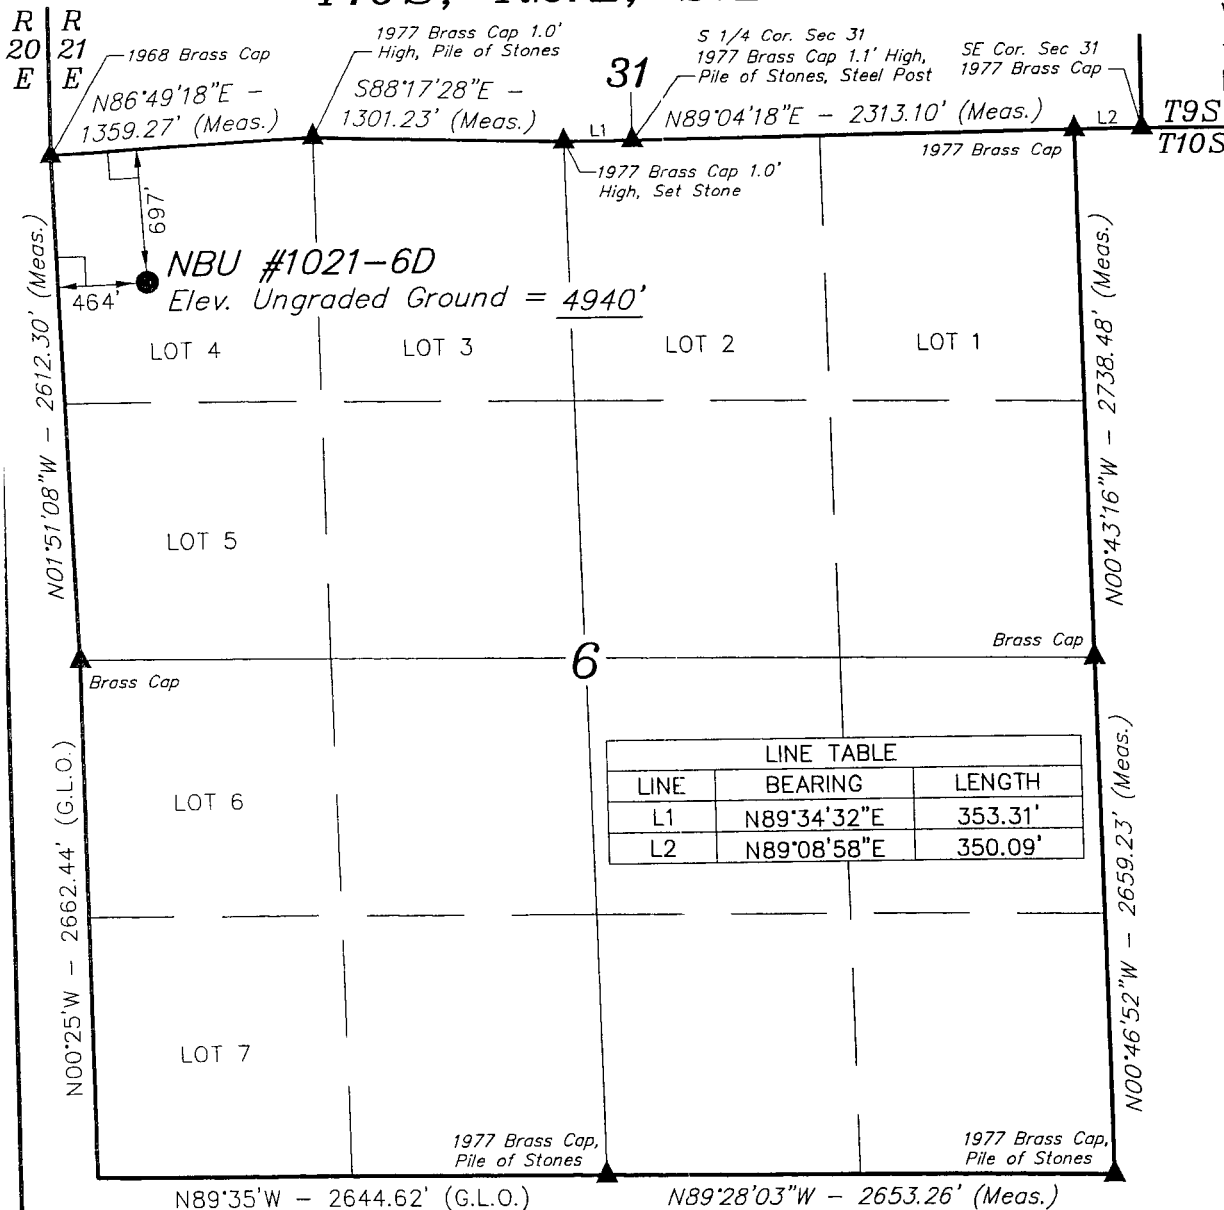 R R
20 21
E E
1968 Brass Cap
1977 Brass Cap 1.0'
High, Pile of Stones
31
S 1/4 Cor. Sec 31
1977 Brass Cap 1.1' High,
Pile of Stones, Steel Post
SE Cor. Sec 31
1977 Brass Cap
N86°49'18"E -
1359.27' (Meas.)
S88°17'28"E -
1301.23' (Meas.)
L1
N89°04'18"E - 2313.10' (Meas.)
L2
T9S
T10S
1977 Brass Cap
1977 Brass Cap 1.0'
High, Set Stone
697'
464'
NBU #1021-6D
Elev. Ungraded Ground = 4940'
N01°51'08"W - 2612.30' (Meas.)
N00°43'16"W - 2738.48' (Meas.)
LOT 4
LOT 3
LOT 2
LOT 1
LOT 5
6
Brass Cap
Brass Cap
LINE TABLE
LINE BEARING LENGTH
L1 N89°34'32"E 353.31'
L2 N89°08'58"E 350.09'
LOT 6
LOT 7
N00°25'W - 2662.44' (G.L.O.)
N00°46'52"W - 2659.23' (Meas.)
1977 Brass Cap,
Pile of Stones
1977 Brass Cap,
Pile of Stones
N89°35'W - 2644.62' (G.L.O.)
N89°28'03"W - 2653.26' (Meas.)